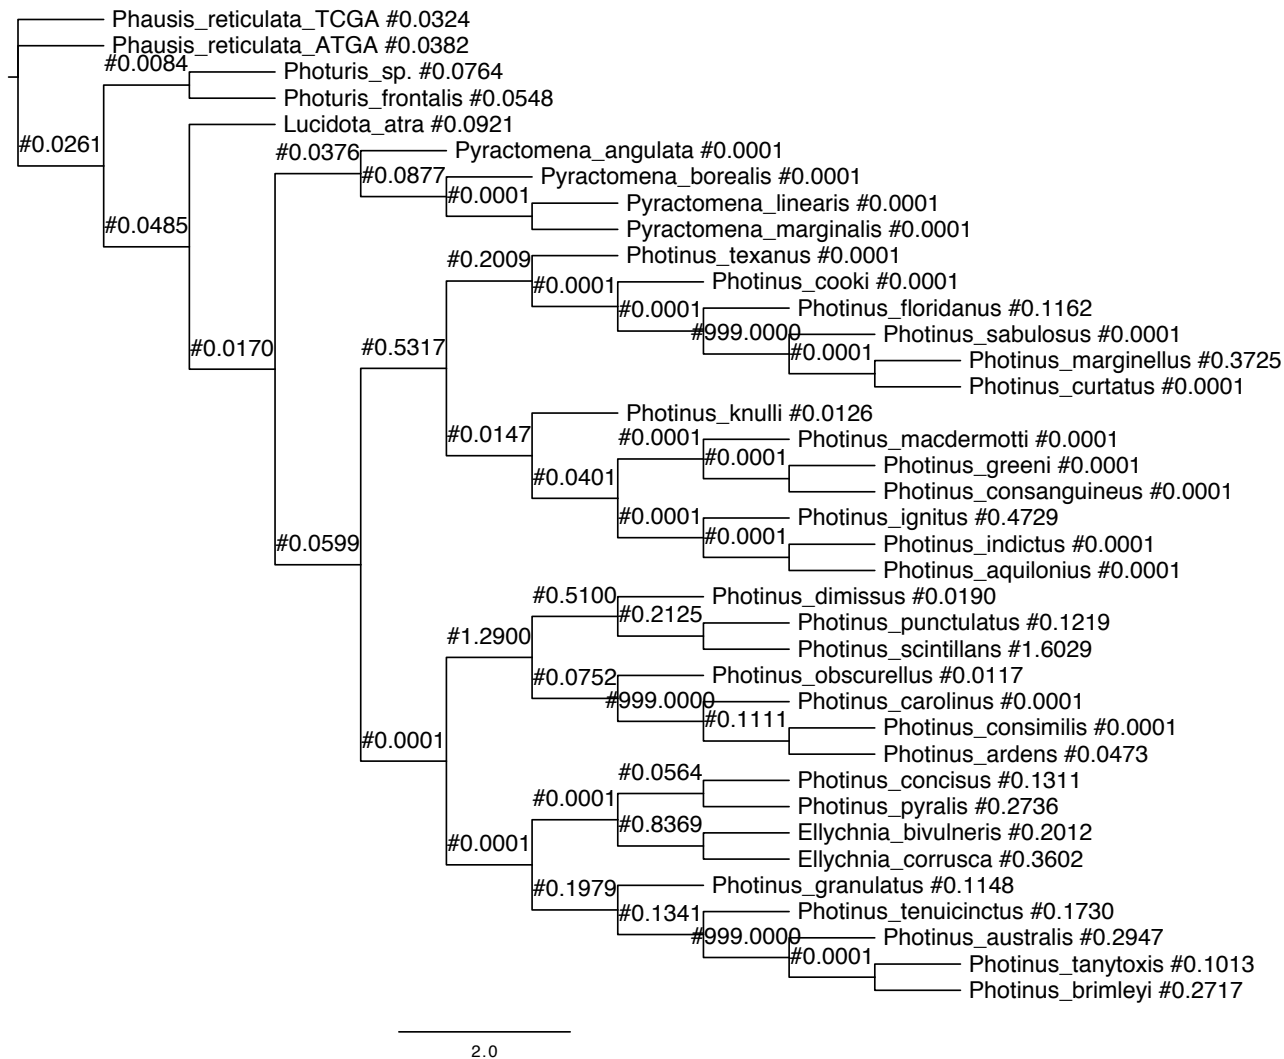 Phausis_reticulata_TCGA #0.0324
Phausis_reticulata_ATGA #0.0382
#0.0084
Photuris_sp. #0.0764
Photuris_frontalis #0.0548
Lucidota_atra #0.0921
#0.0261
#0.0376
Pyractomena_angulata #0.0001
#0.0877
Pyractomena_borealis #0.0001
#0.0001
Pyractomena_linearis #0.0001
#0.0485
Pyractomena_marginalis #0.0001
#0.2009
Photinus_texanus #0.0001
#0.0001
Photinus_cooki #0.0001
#0.0001
Photinus_floridanus #0.1162
#999.0000
Photinus_sabulosus #0.0001
#0.0170
#0.5317
#0.0001
Photinus_marginellus #0.3725
Photinus_curtatus #0.0001
Photinus_knulli #0.0126
#0.0147
#0.0001
Photinus_macdermotti #0.0001
#0.0001
Photinus_greeni #0.0001
#0.0401
Photinus_consanguineus #0.0001
#0.0001
Photinus_ignitus #0.4729
#0.0001
Photinus_indictus #0.0001
#0.0599
Photinus_aquilonius #0.0001
#0.5100
Photinus_dimissus #0.0190
#0.2125
Photinus_punctulatus #0.1219
#1.2900
Photinus_scintillans #1.6029
#0.0752
Photinus_obscurellus #0.0117
#999.0000
Photinus_carolinus #0.0001
#0.1111
Photinus_consimilis #0.0001
#0.0001
Photinus_ardens #0.0473
#0.0564
Photinus_concisus #0.1311
#0.0001
Photinus_pyralis #0.2736
#0.8369
Ellychnia_bivulneris #0.2012
#0.0001
Ellychnia_corrusca #0.3602
#0.1979
Photinus_granulatus #0.1148
#0.1341
Photinus_tenuicinctus #0.1730
#999.0000
Photinus_australis #0.2947
#0.0001
Photinus_tanytoxis #0.1013
Photinus_brimleyi #0.2717
2.0